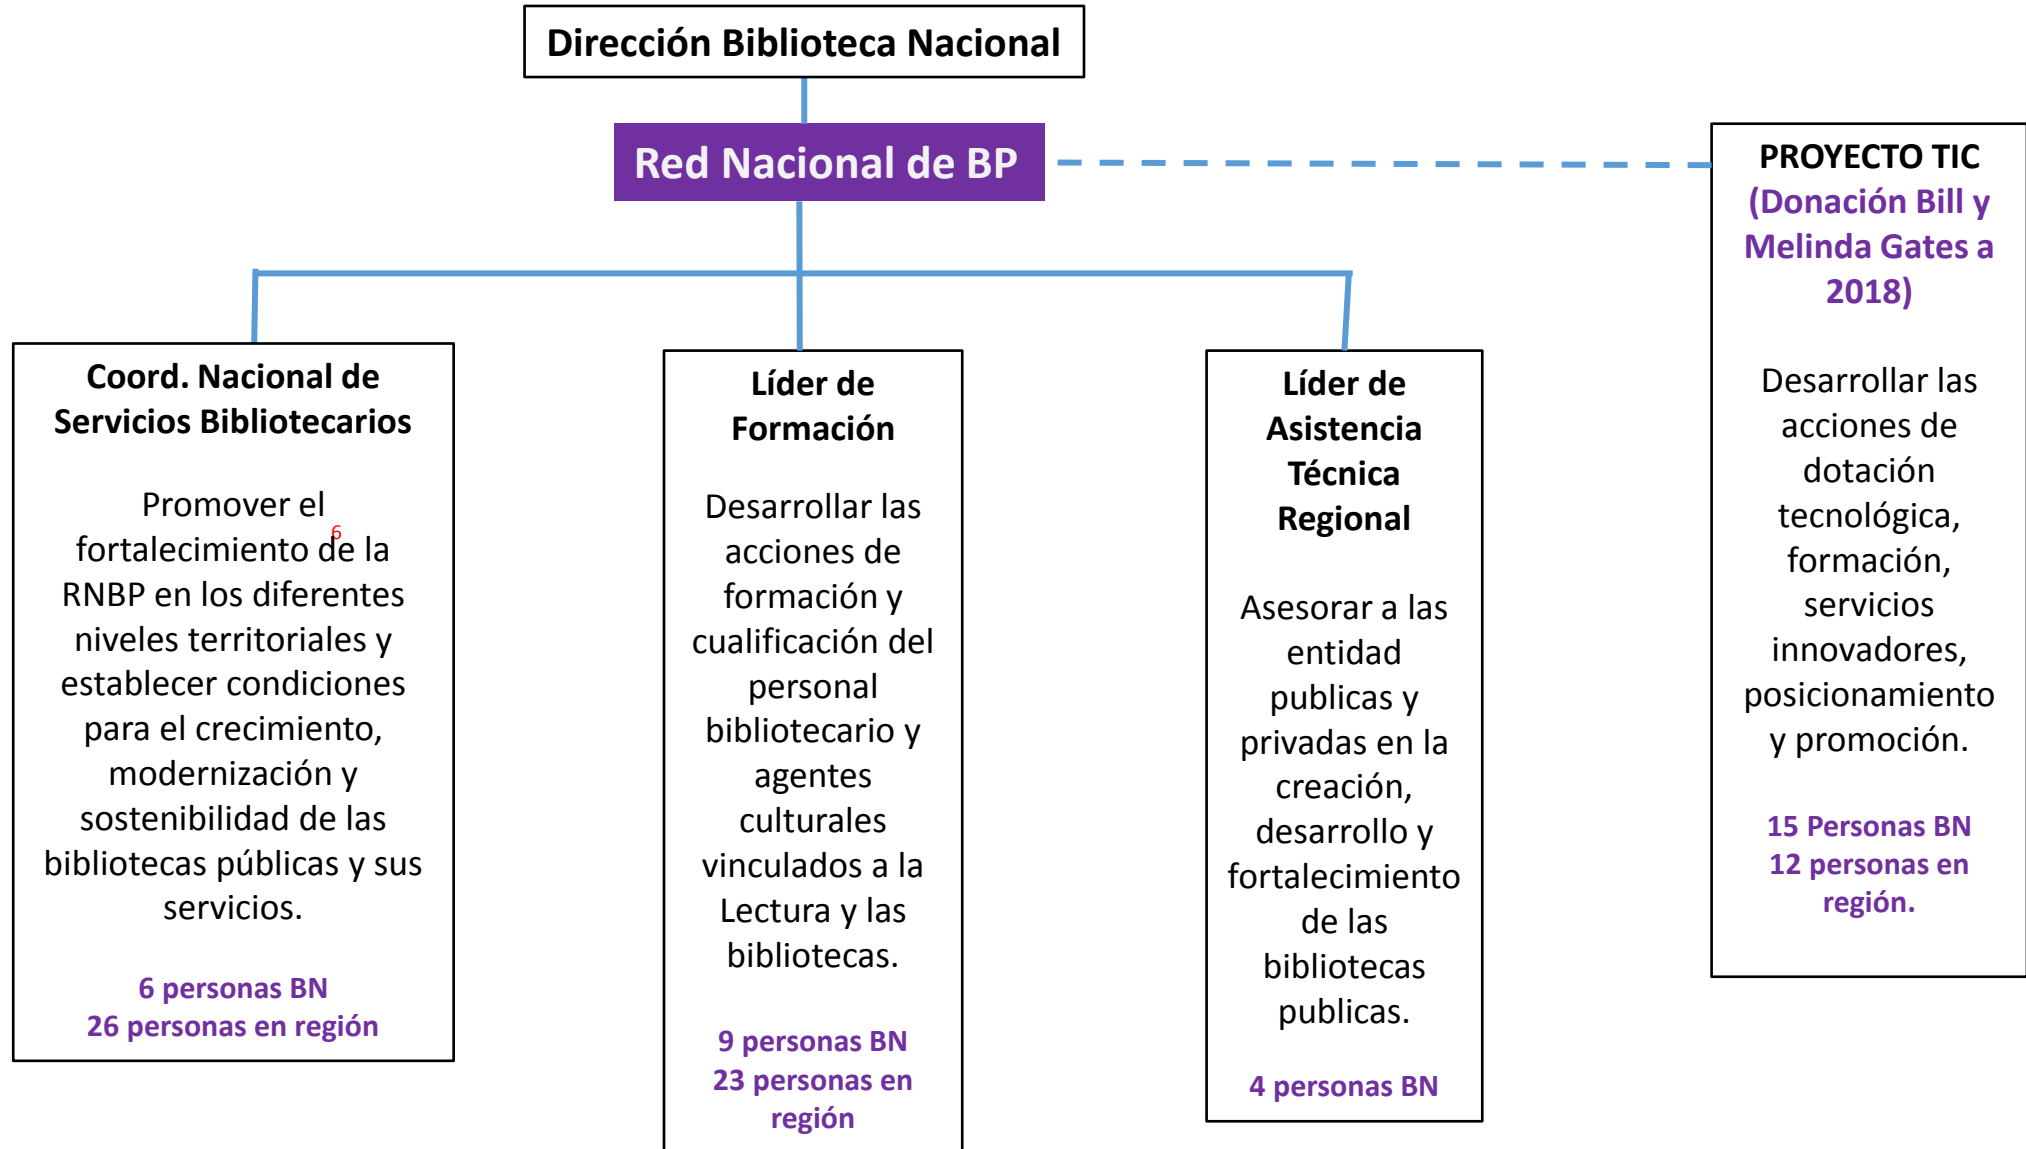 Dirección Biblioteca Nacional
Red Nacional de BP
Coord. Nacional de
Servicios Bibliotecarios
Promover el
6
fortalecimiento de la
RNBP en los diferentes
niveles territoriales y
establecer condiciones
para el crecimiento,
modernización y
sostenibilidad de las
bibliotecas públicas y sus
servicios.
6 personas BN
26 personas en región
Líder de
Formación
Desarrollar las
acciones de
formación y
cualificación del
personal
bibliotecario y
agentes
culturales
vinculados a la
Lectura y las
bibliotecas.
9 personas BN
23 personas en
región
Líder de
Asistencia
Técnica
Regional
Asesorar a las
entidad
publicas y
privadas en la
creación,
desarrollo y
fortalecimiento
de las
bibliotecas
publicas.
4 personas BN
PROYECTO TIC
(Donación Bill y
Melinda Gates a
2018)
Desarrollar las
acciones de
dotación
tecnológica,
formación,
servicios
innovadores,
posicionamiento
y promoción.
15 Personas BN
12 personas en
región.